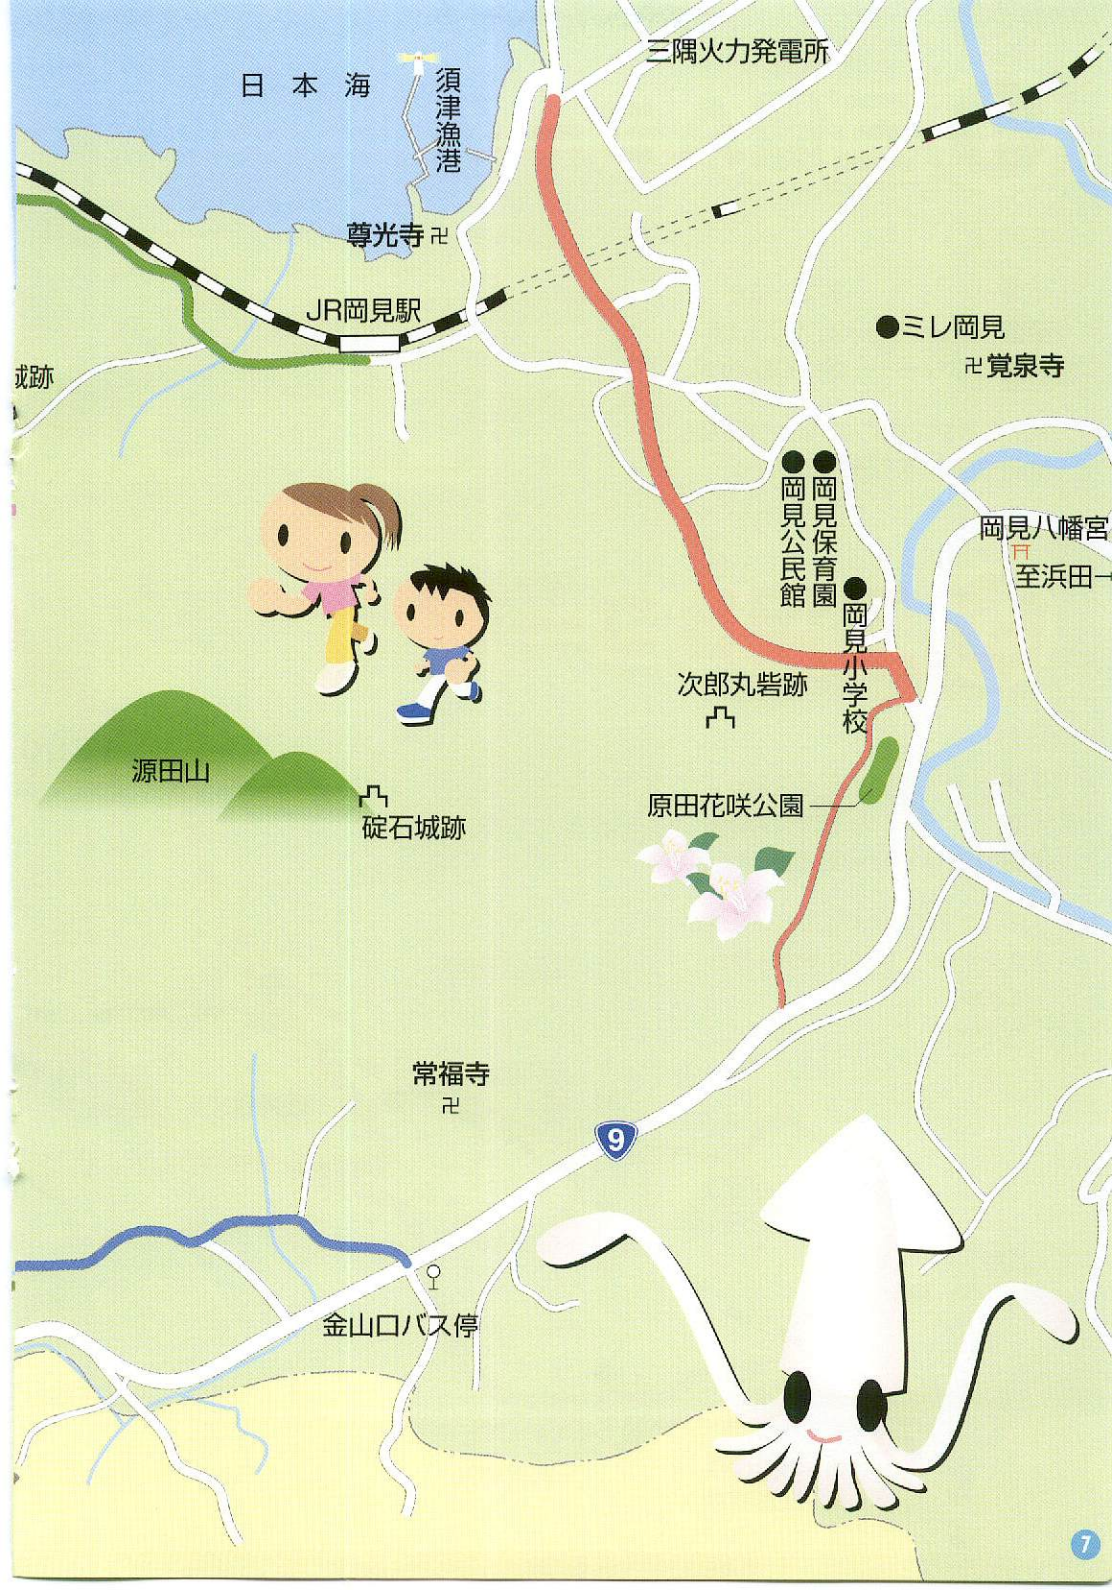 三隅火力発電所
日本海
須津漁港
尊光寺
JR岡見駅
ミレ岡見
覚泉寺
城跡
岡見公民館
岡見保育園
岡見八幡宮
至浜田→
岡見小学校
次郎丸砦跡
源田山
碇石城跡
原田花咲公園
常福寺
9
金山口バス停
7